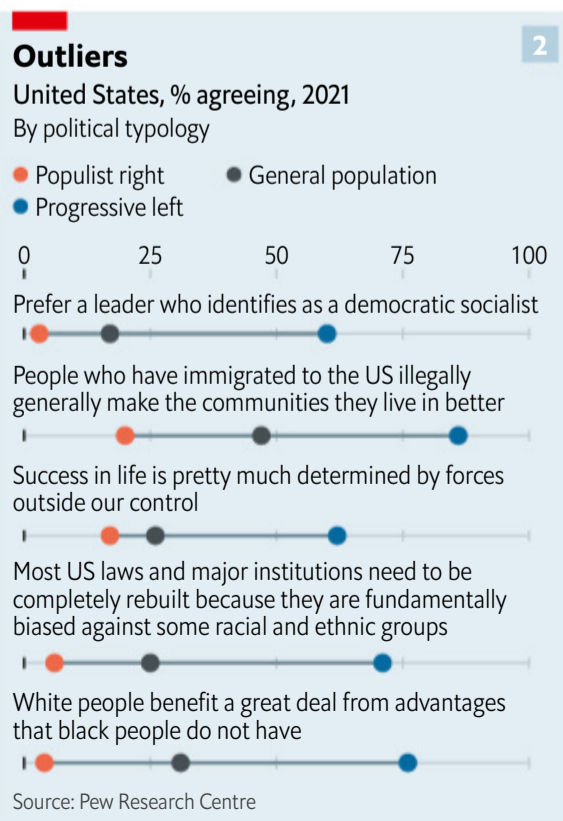 2
Outliers
United States, % agreeing, 2021
By political typology
Populist right
General population
Progressive left
0 25 50 75 100
Prefer a leader who identifies as a democratic socialist
People who have immigrated to the US illegally
generally make the communities they live in better
Success in life is pretty much determined by forces
outside our control
Most US laws and major institutions need to be
completely rebuilt because they are fundamentally
biased against some racial and ethnic groups
White people benefit a great deal from advantages
that black people do not have
Source: Pew Research Centre